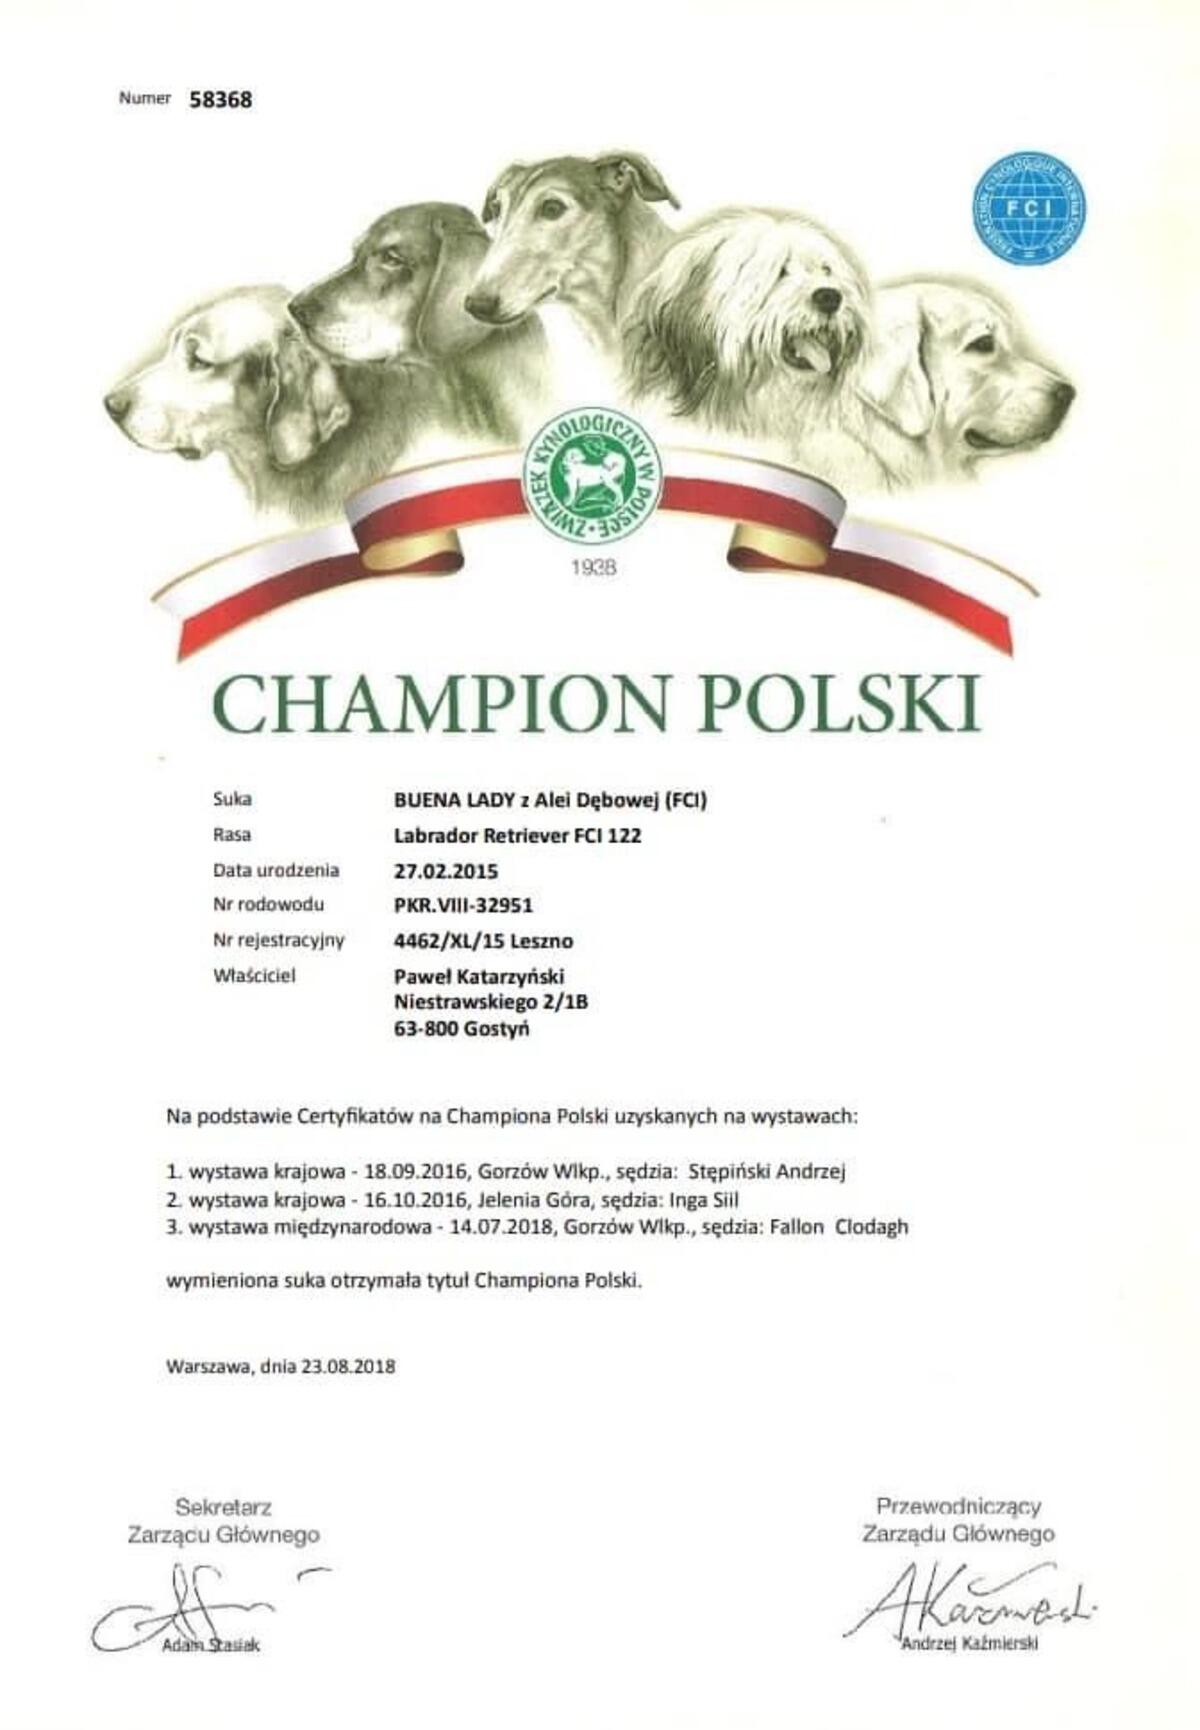 Numer 58368
FEDERATION CYNOLOGIQUE INTERNATIONALE
FCI
ZWIĄZEK KYNOLOGICZNY W POLSCE
1938
CHAMPION POLSKI
Suka BUENA LADY z Alei Dębowej (FCI)
Rasa Labrador Retriever FCI 122
Data urodzenia 27.02.2015
Nr rodowodu PKR.VIII-32951
Nr rejestracyjny 4462/XL/15 Leszno
Właściciel Paweł Katarzyński
Niestrawskiego 2/1B
63-800 Gostyń
Na podstawie Certyfikatów na Championa Polski uzyskanych na wystawach:
1. wystawa krajowa - 18.09.2016, Gorzów Wlkp., sędzia: Stępiński Andrzej
2. wystawa krajowa - 16.10.2016, Jelenia Góra, sędzia: Inga Siil
3. wystawa międzynarodowa - 14.07.2018, Gorzów Wlkp., sędzia: Fallon Clodagh
wymieniona suka otrzymała tytuł Championa Polski.
Warszawa, dnia 23.08.2018
Sekretarz Przewodniczący
Zarządu Głównego Zarządu Głównego
Adam Stasiak Andrzej Kaźmierski